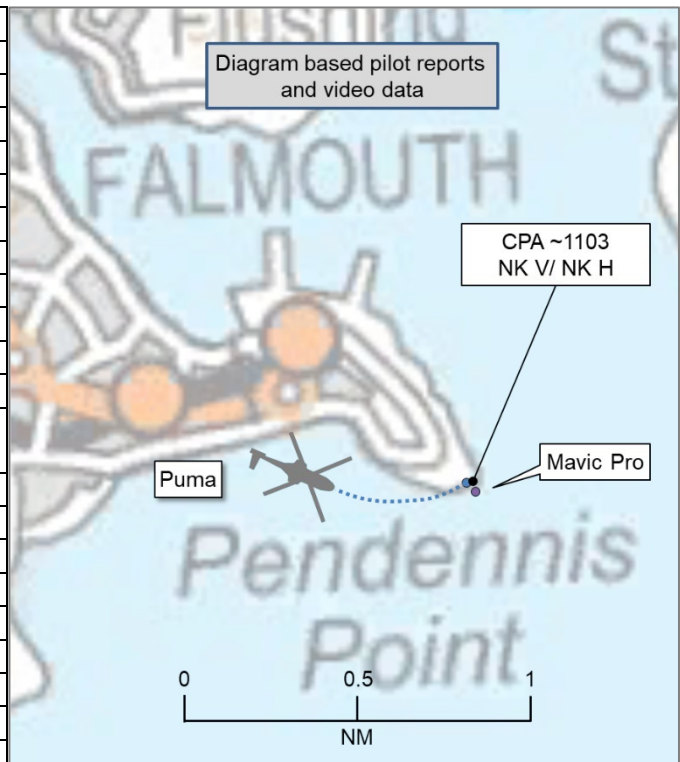 Flushing
Diagram based pilot reports
and video data
St
FALMOUTH
CPA ~1103
NK V/ NK H
Mavic Pro
Puma
Pendennis
Point
0 0.5 1
NM